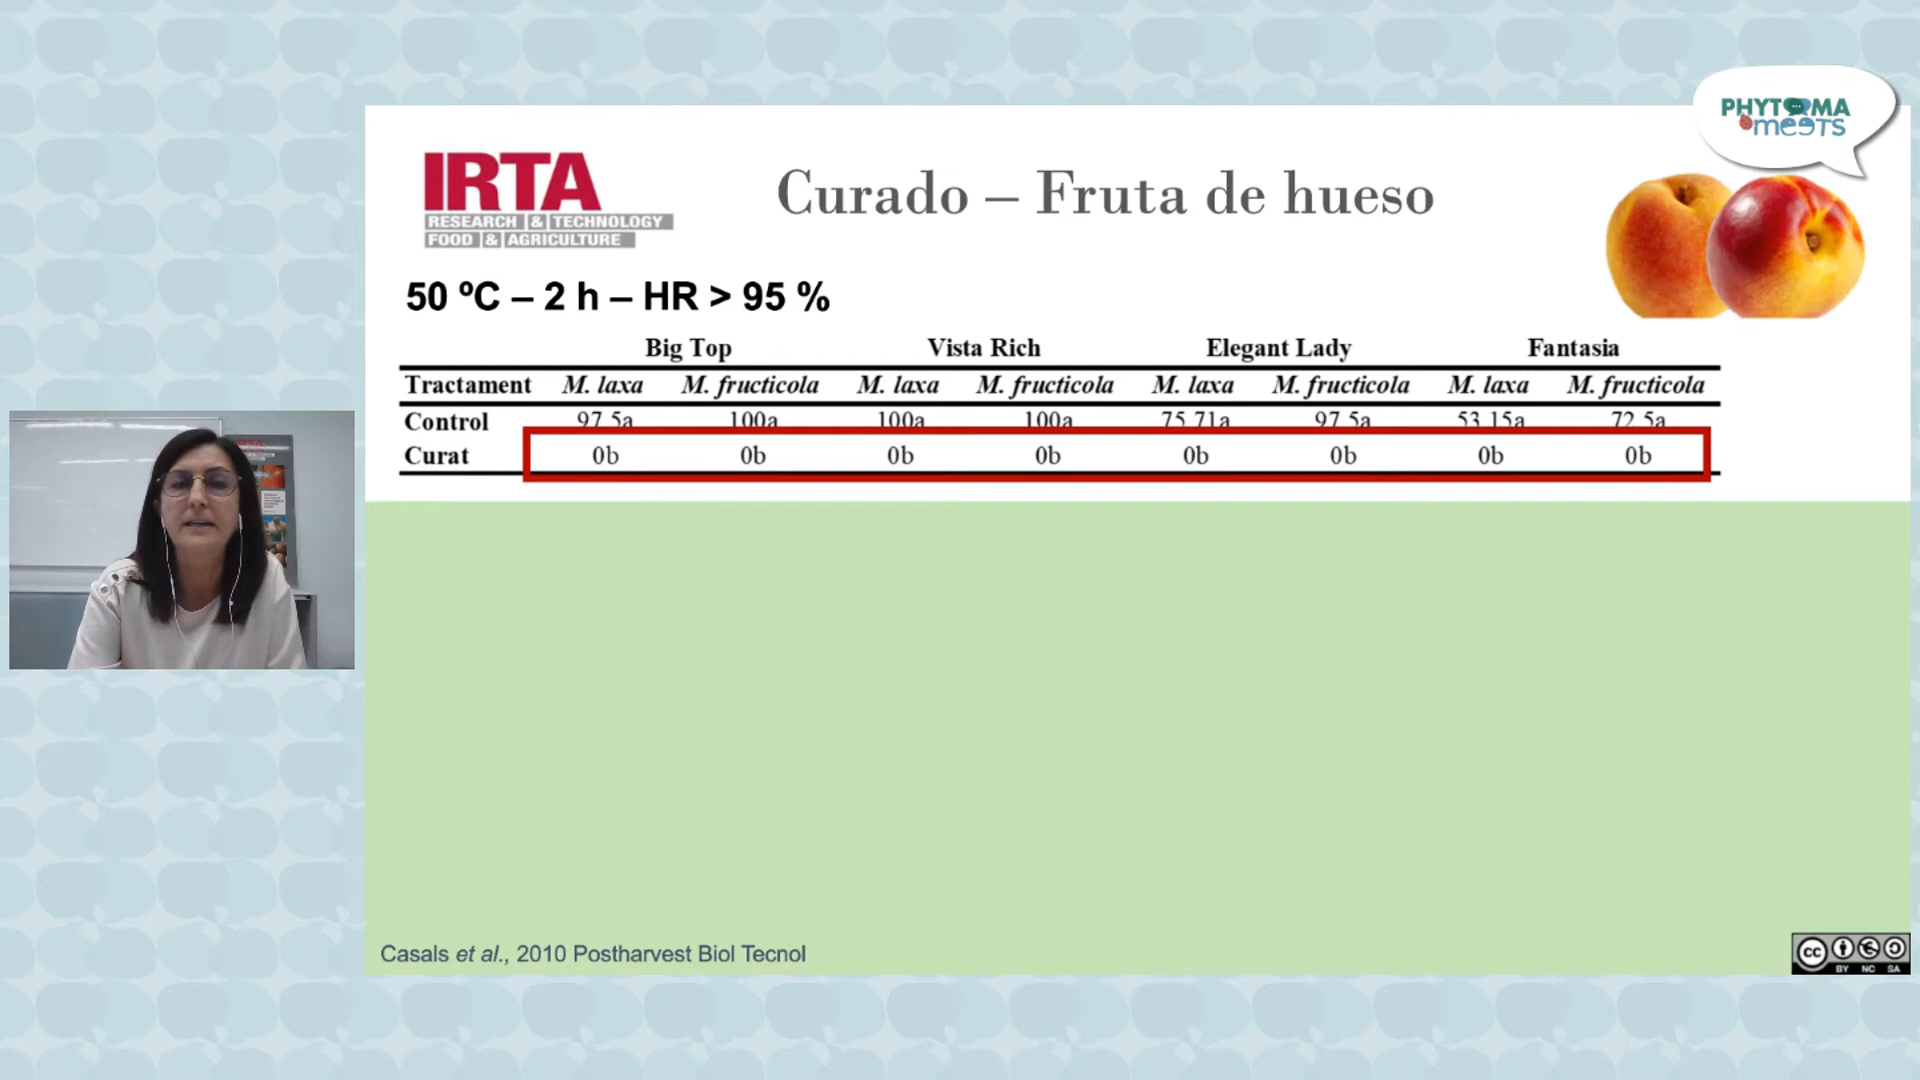 PHYTOMA
meeTS
IRTA
RESEARCH & TECHNOLOGY
FOOD & AGRICULTURE
Curado – Fruta de hueso
50 ºC – 2 h – HR > 95 %
Big Top Vista Rich Elegant Lady Fantasia
Tractament M. laxa M. fructicola M. laxa M. fructicola M. laxa M. fructicola M. laxa M. fructicola
Control 97.5a 100a 100a 100a 75.71a 97.5a 53.15a 72.5a
Curat 0b 0b 0b 0b 0b 0b 0b 0b
Casals et al., 2010 Postharvest Biol Tecnol
cc
BY NC SA